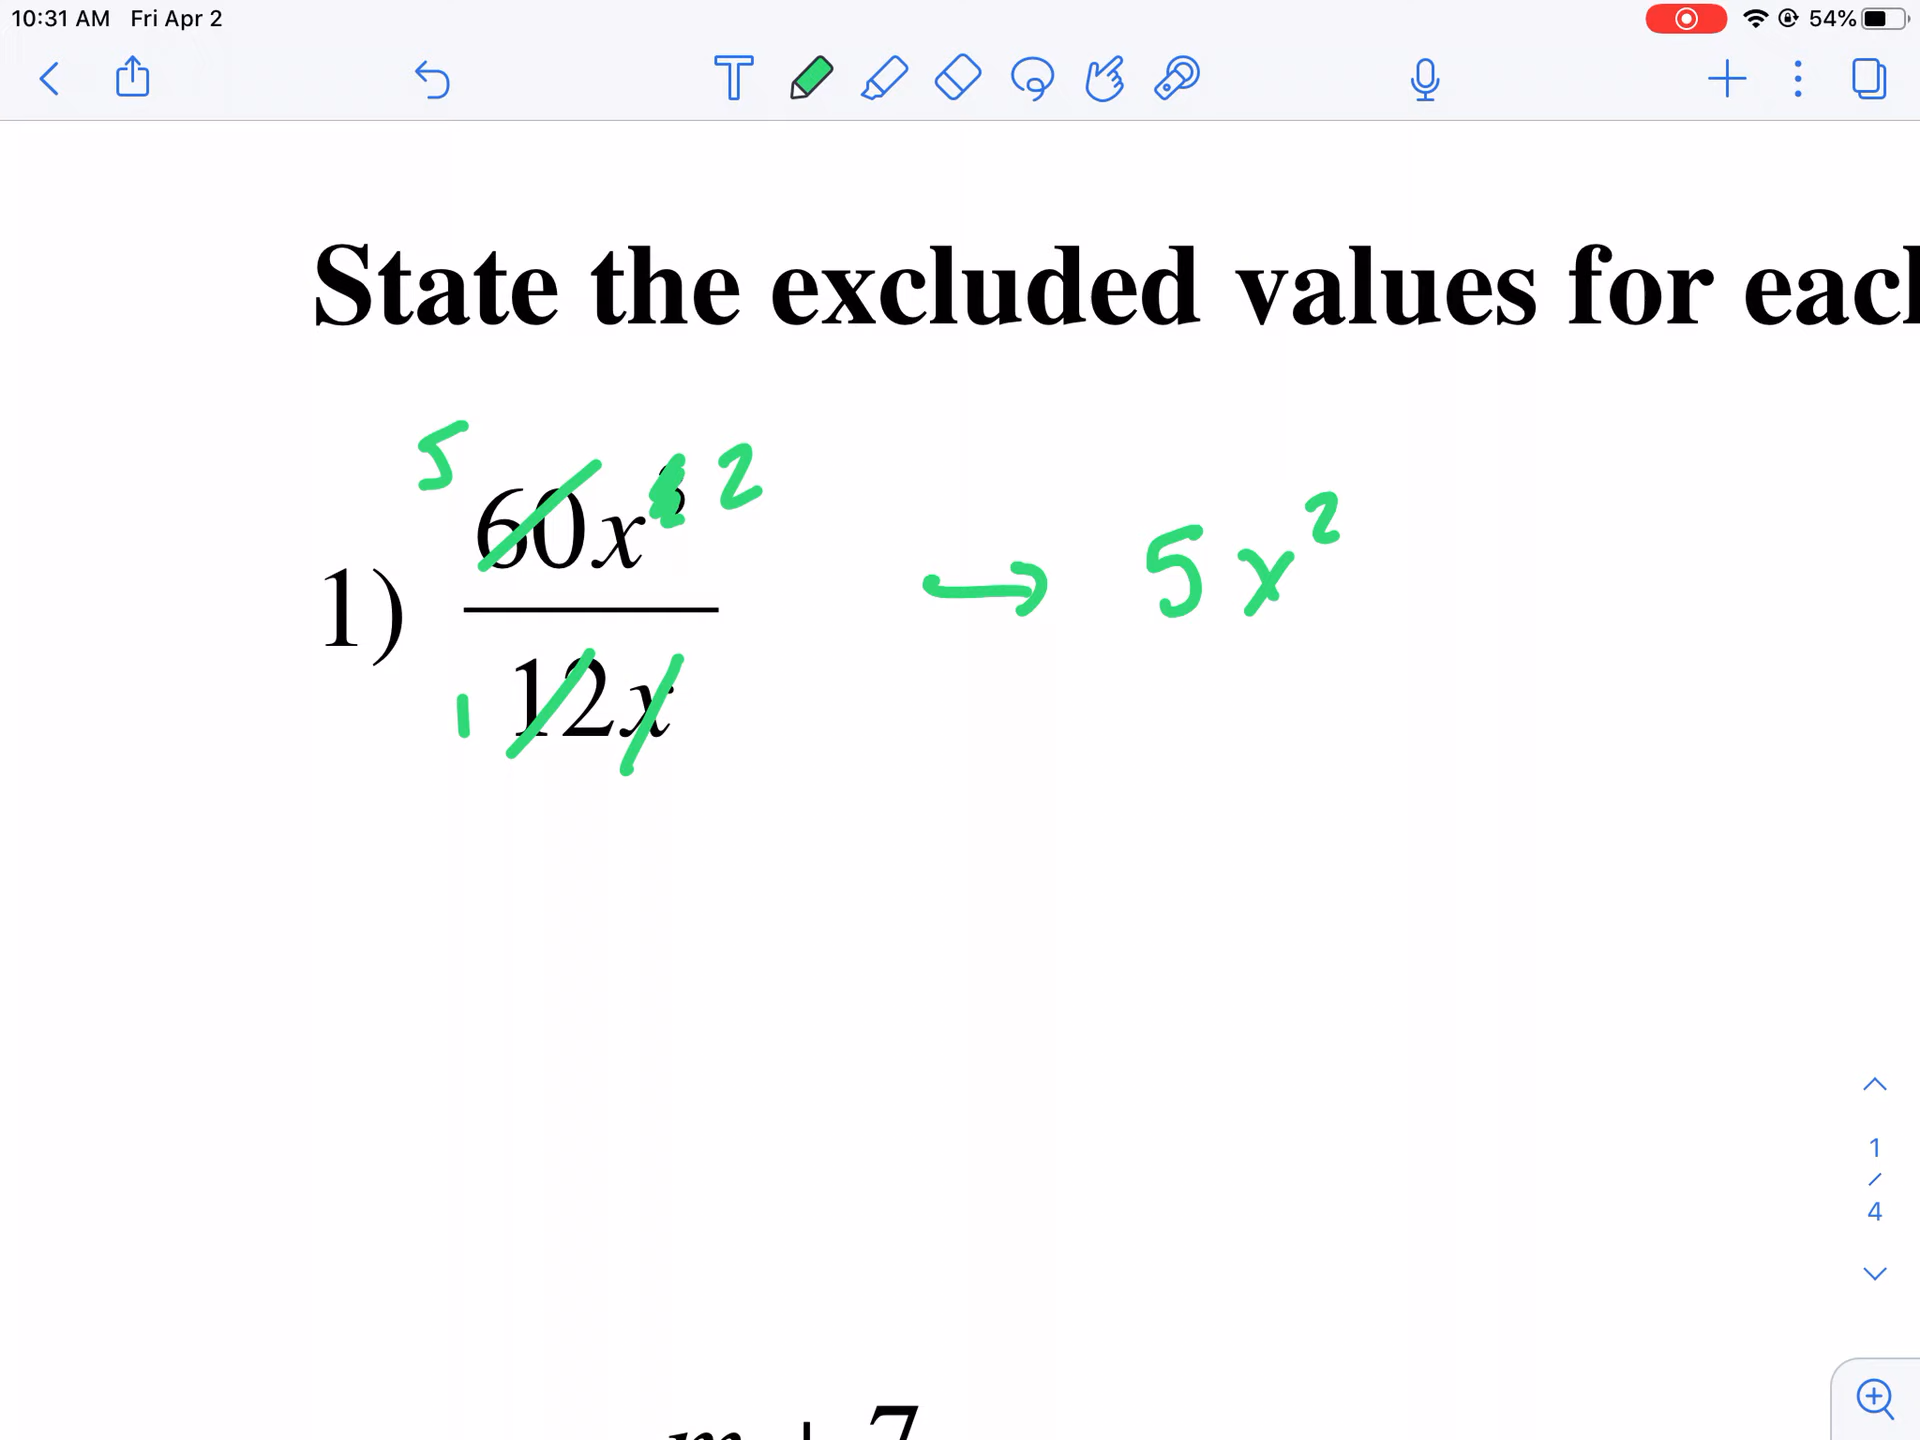 10:31 AM Fri Apr 2
54%
State the excluded values for eac
5
60x³ 2
1)
1 12x
→ 5x²
1
/
4
m + 7